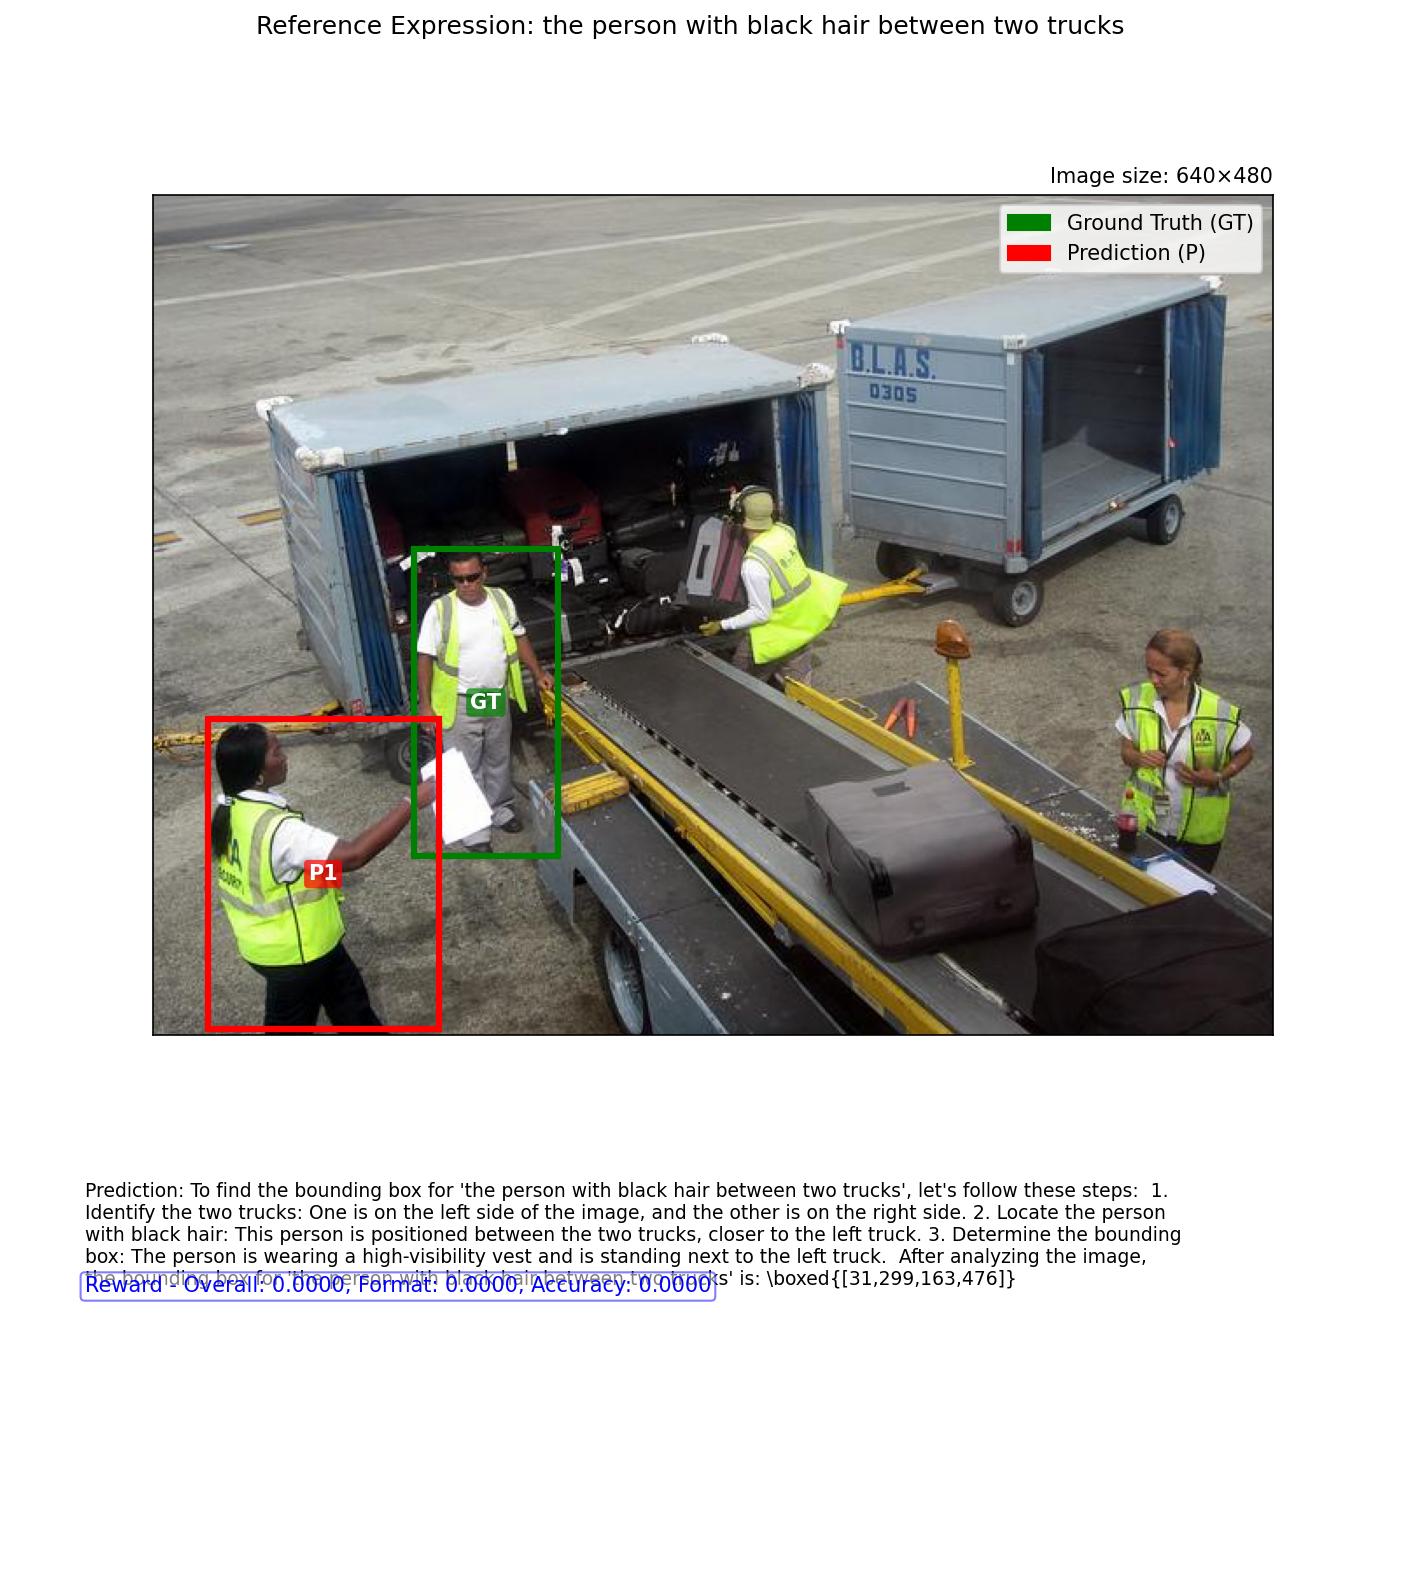 Reference Expression: the person with black hair between two trucks
Image size: 640×480
Ground Truth (GT)
Prediction (P)
B.L.A.S.
0305
GT
P1
Prediction: To find the bounding box for 'the person with black hair between two trucks', let's follow these steps:  1.
Identify the two trucks: One is on the left side of the image, and the other is on the right side. 2. Locate the person
with black hair: This person is positioned between the two trucks, closer to the left truck. 3. Determine the bounding
box: The person is wearing a high-visibility vest and is standing next to the left truck.  After analyzing the image,
the bounding box for 'the person with black hair between two trucks' is: \boxed{[31,299,163,476]}
Reward - Overall: 0.0000, Format: 0.0000, Accuracy: 0.0000